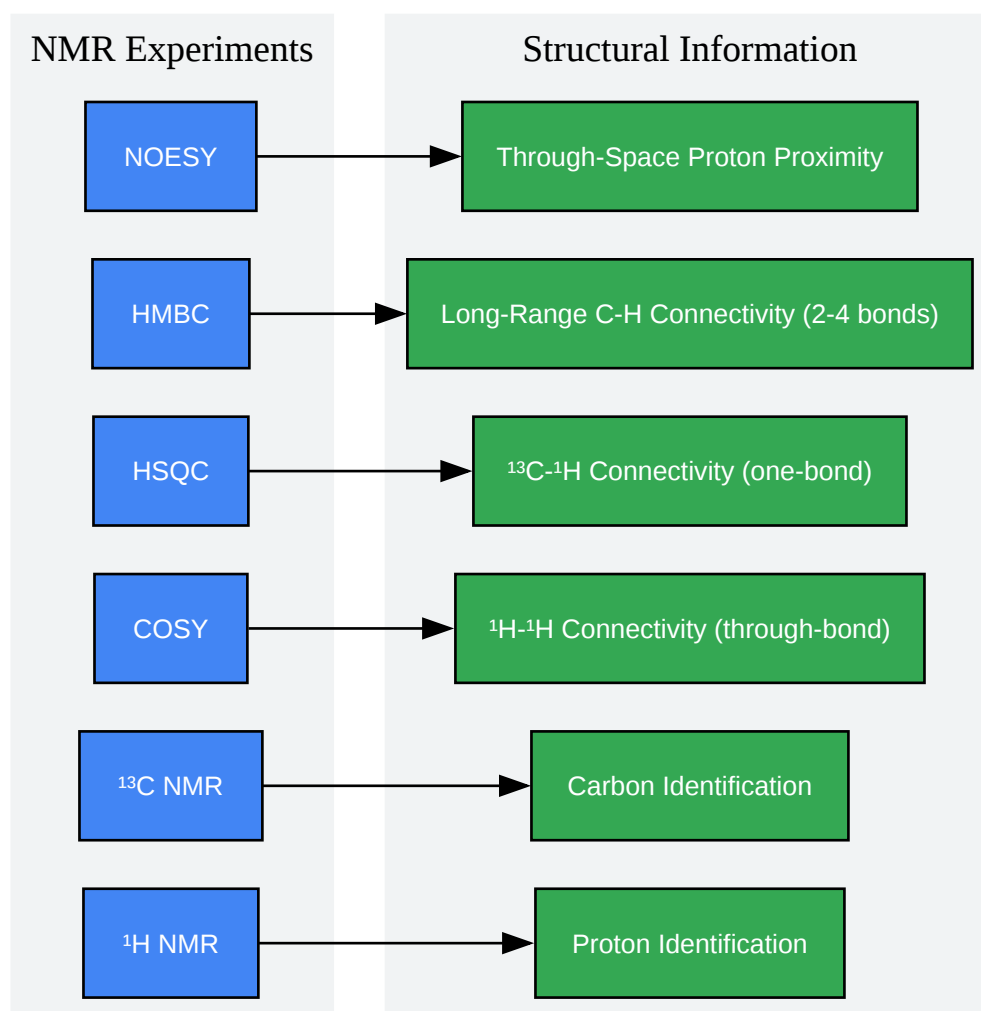 NMR Experiments
Structural Information
NOESY
Through-Space Proton Proximity
HMBC
Long-Range C-H Connectivity (2-4 bonds)
HSQC
¹³C-¹H Connectivity (one-bond)
COSY
¹H-¹H Connectivity (through-bond)
¹³C NMR
Carbon Identification
¹H NMR
Proton Identification